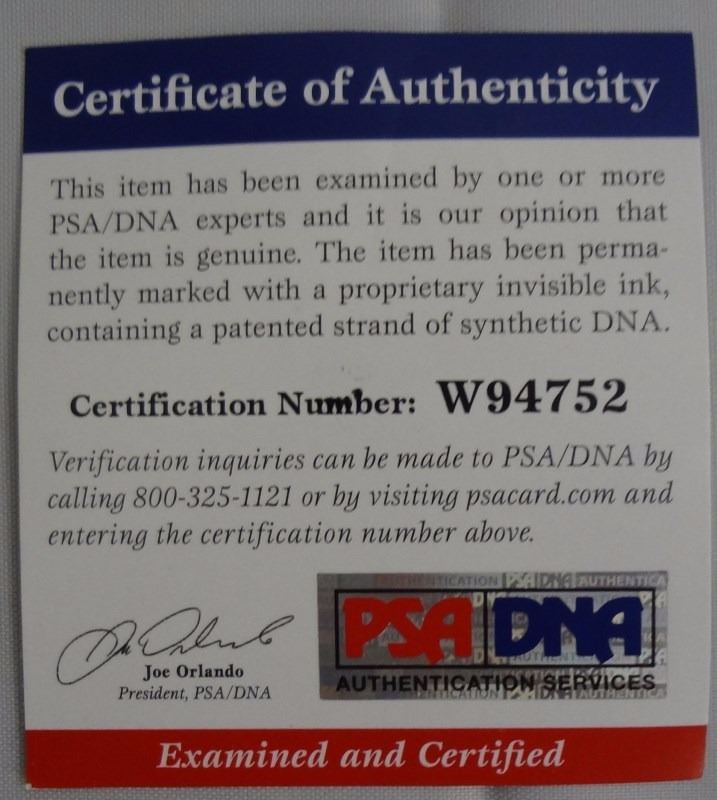 Certificate of Authenticity
This item has been examined by one or more
PSA/DNA experts and it is our opinion that
the item is genuine. The item has been perma-
nently marked with a proprietary invisible ink,
containing a patented strand of synthetic DNA.
Certification Number: W94752
Verification inquiries can be made to PSA/DNA by
calling 800-325-1121 or by visiting psacard.com and
entering the certification number above.
Joe Orlando
President, PSA/DNA
PSA DNA
AUTHENTICATION SERVICES
Examined and Certified